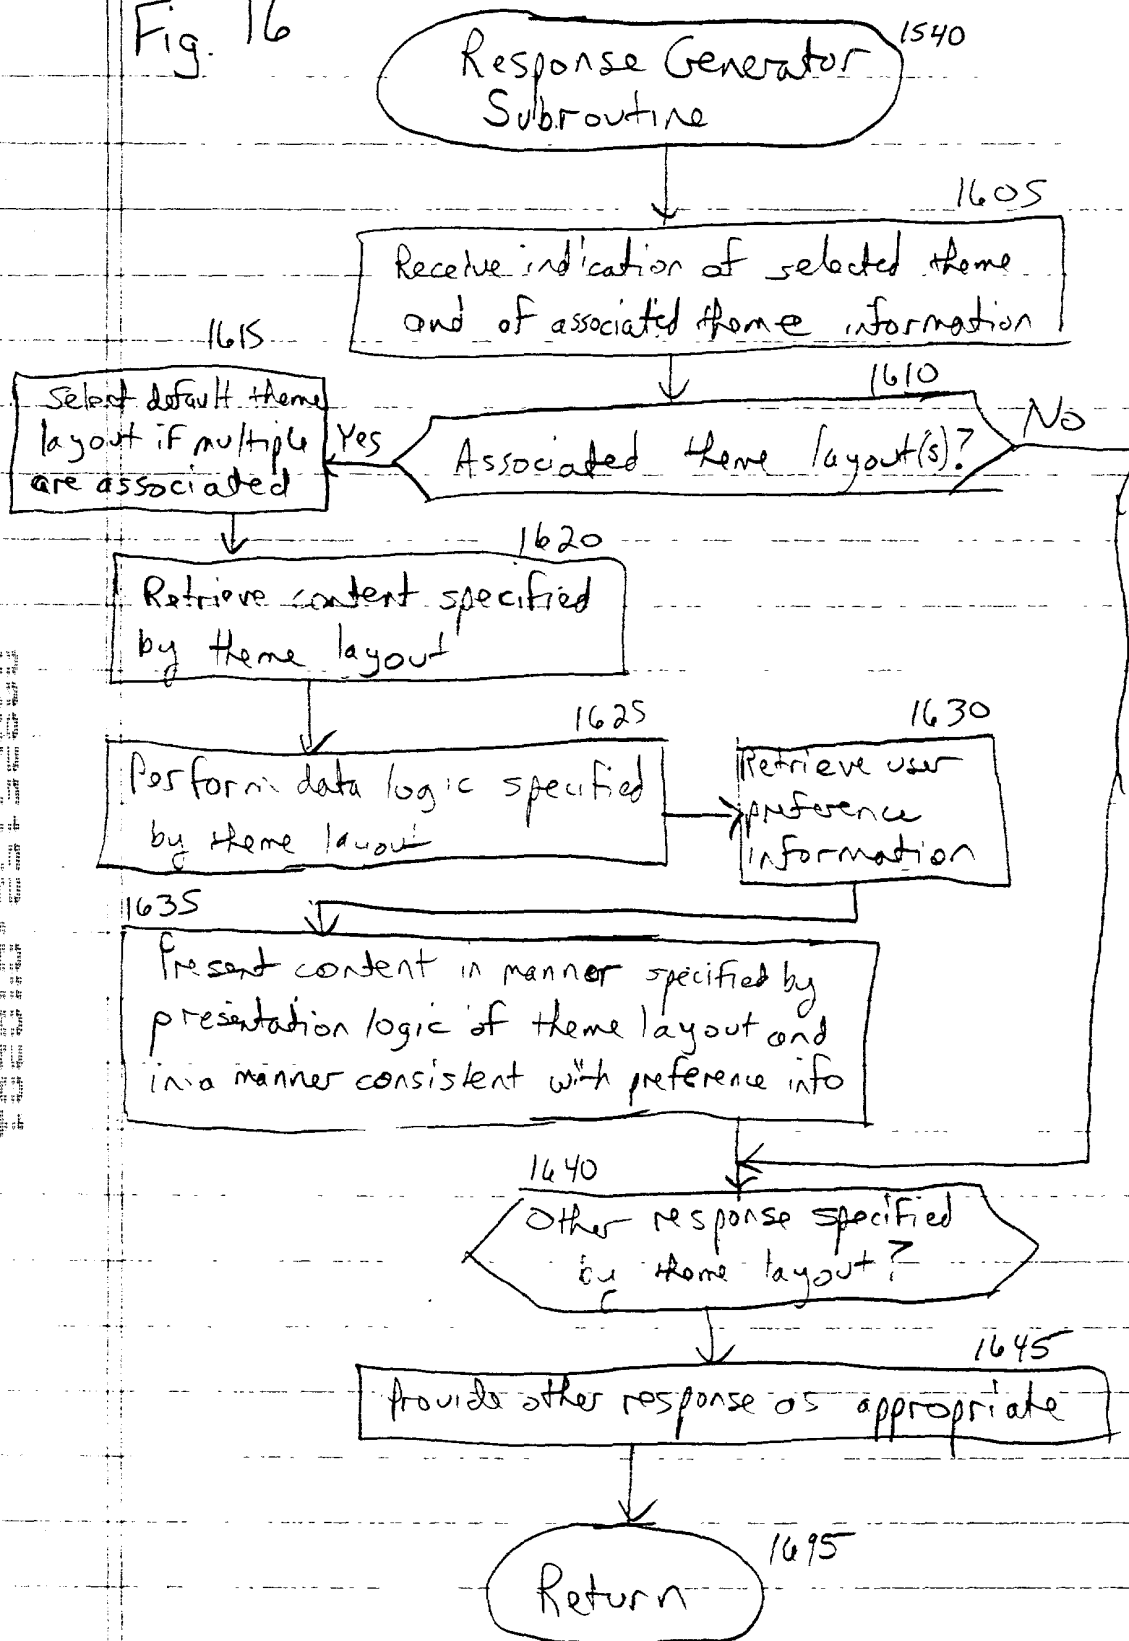 Fig. 16
Response Generator
Subroutine
1540
1605
Receive indication of selected theme
and of associated theme information
1610
Associated theme layout(s)?
Yes
No
1615
Select default theme
layout if multiple
are associated
1620
Retrieve content specified
by theme layout
1625
Perform data logic specified
by theme layout
1630
Retrieve user
preference
information
1635
Present content in manner specified by
presentation logic of theme layout and
in a manner consistent with preference info
1640
Other response specified
by theme layout?
1645
Provide other response as appropriate
1695
Return